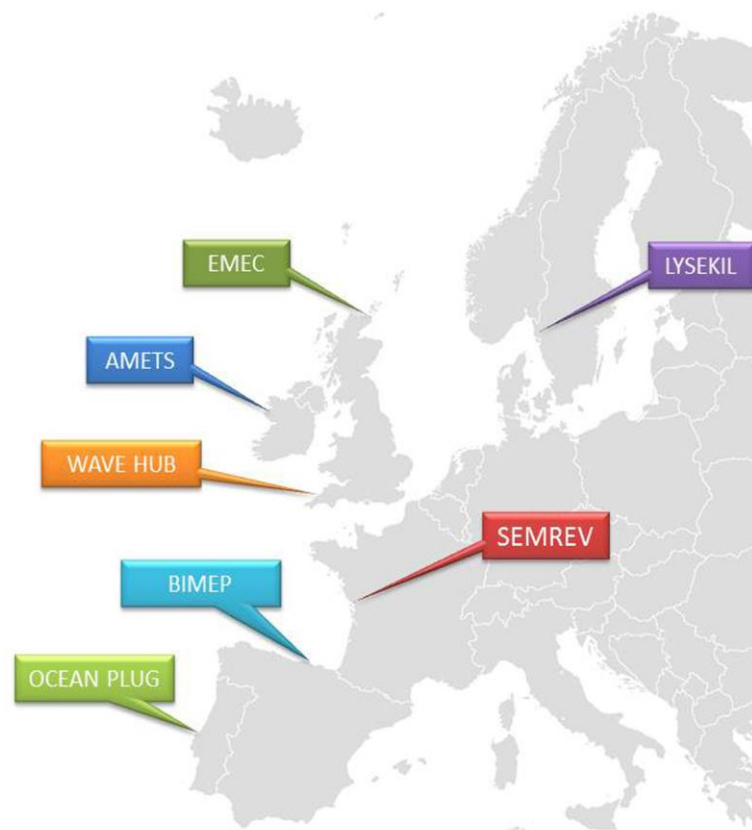 EMEC
LYSEKIL
AMETS
WAVE HUB
SEMREV
BIMEP
OCEAN PLUG